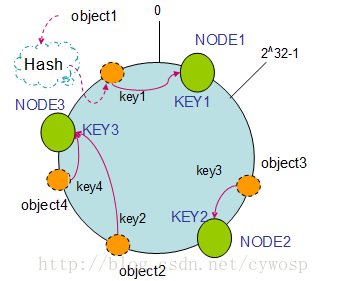 object1
0
NODE1
2^32-1
Hash
key1
KEY1
NODE3
KEY3
key3
object3
key4
object4
key2
KEY2
NODE2
object2
http://blog.csdn.net/cywosp